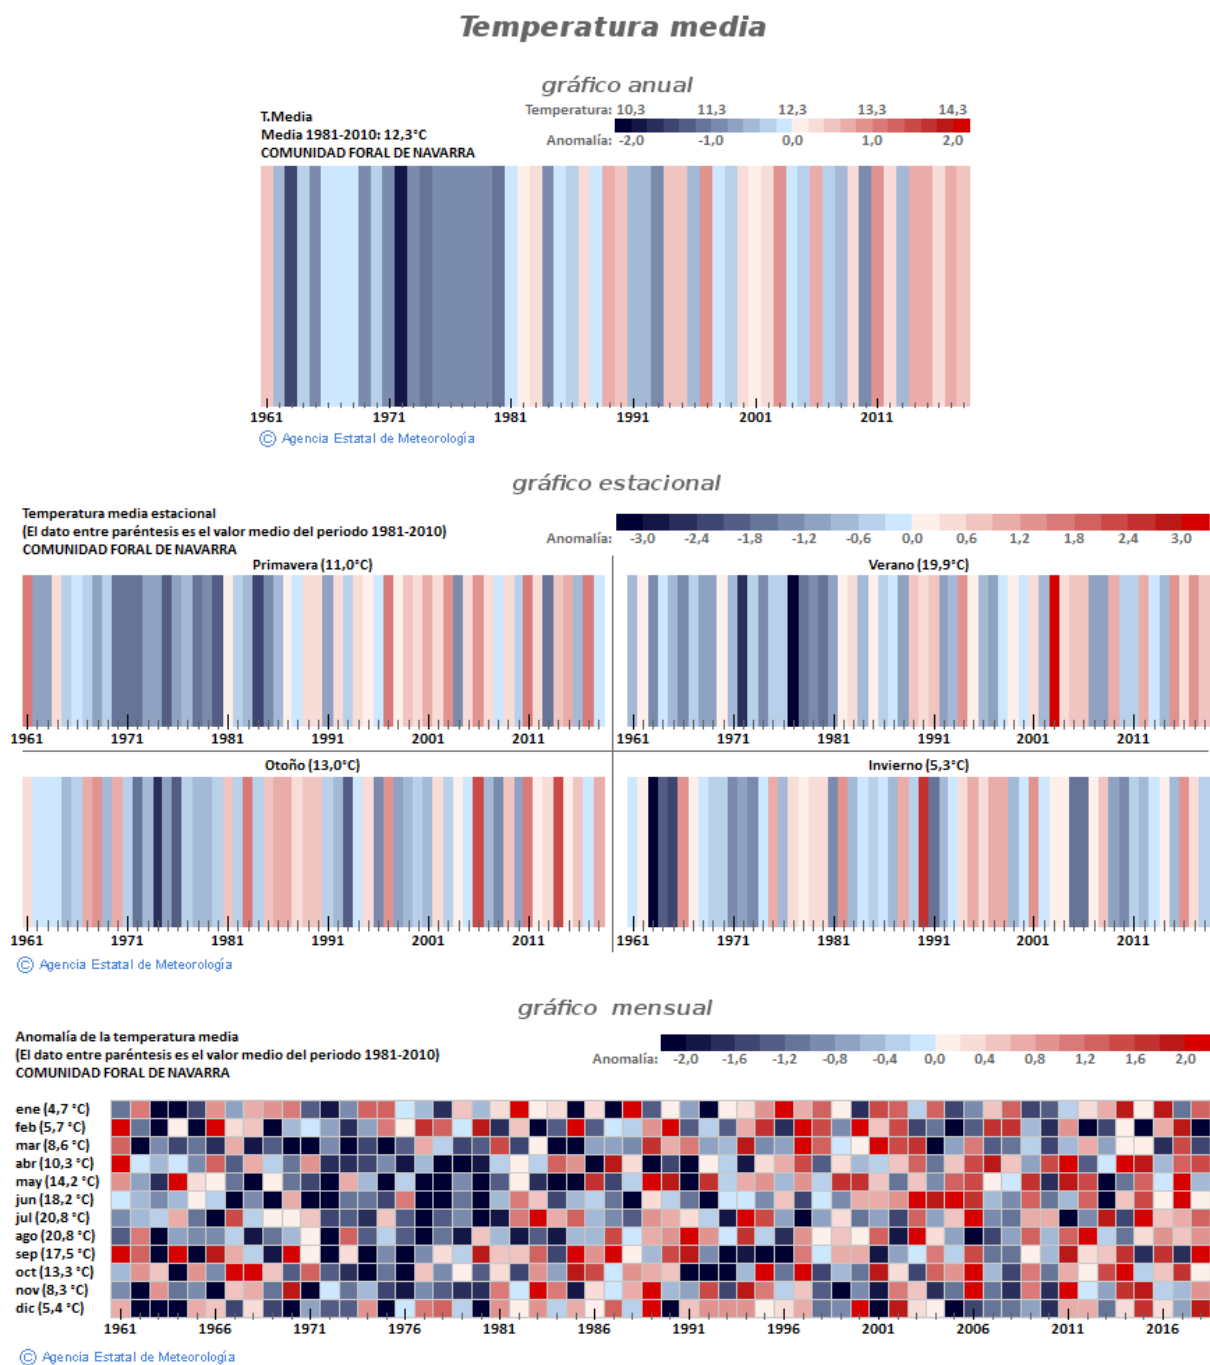 Temperatura media
gráfico anual
T.Media
Media 1981-2010: 12,3°C
COMUNIDAD FORAL DE NAVARRA
Temperatura: 10,3 11,3 12,3 13,3 14,3
Anomalía: -2,0 -1,0 0,0 1,0 2,0
1961 1971 1981 1991 2001 2011
© Agencia Estatal de Meteorología
gráfico estacional
Temperatura media estacional
(El dato entre paréntesis es el valor medio del periodo 1981-2010)
COMUNIDAD FORAL DE NAVARRA
Anomalía: -3,0 -2,4 -1,8 -1,2 -0,6 0,0 0,6 1,2 1,8 2,4 3,0
Primavera (11,0°C)
1961 1971 1981 1991 2001 2011
Verano (19,9°C)
1961 1971 1981 1991 2001 2011
Otoño (13,0°C)
1961 1971 1981 1991 2001 2011
Invierno (5,3°C)
1961 1971 1981 1991 2001 2011
© Agencia Estatal de Meteorología
gráfico mensual
Anomalía de la temperatura media
(El dato entre paréntesis es el valor medio del periodo 1981-2010)
COMUNIDAD FORAL DE NAVARRA
Anomalía: -2,0 -1,6 -1,2 -0,8 -0,4 0,0 0,4 0,8 1,2 1,6 2,0
ene (4,7 °C)
feb (5,7 °C)
mar (8,6 °C)
abr (10,3 °C)
may (14,2 °C)
jun (18,2 °C)
jul (20,8 °C)
ago (20,8 °C)
sep (17,5 °C)
oct (13,3 °C)
nov (8,3 °C)
dic (5,4 °C)
1961 1966 1971 1976 1981 1986 1991 1996 2001 2006 2011 2016
© Agencia Estatal de Meteorología